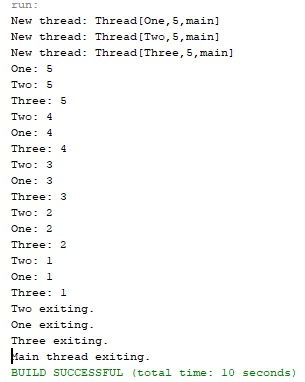 run:
New thread: Thread[One,5,main]
New thread: Thread[Two,5,main]
New thread: Thread[Three,5,main]
One: 5
Two: 5
Three: 5
Two: 4
One: 4
Three: 4
Two: 3
One: 3
Three: 3
Two: 2
One: 2
Three: 2
Two: 1
One: 1
Three: 1
Two exiting.
One exiting.
Three exiting.
Main thread exiting.
BUILD SUCCESSFUL (total time: 10 seconds)